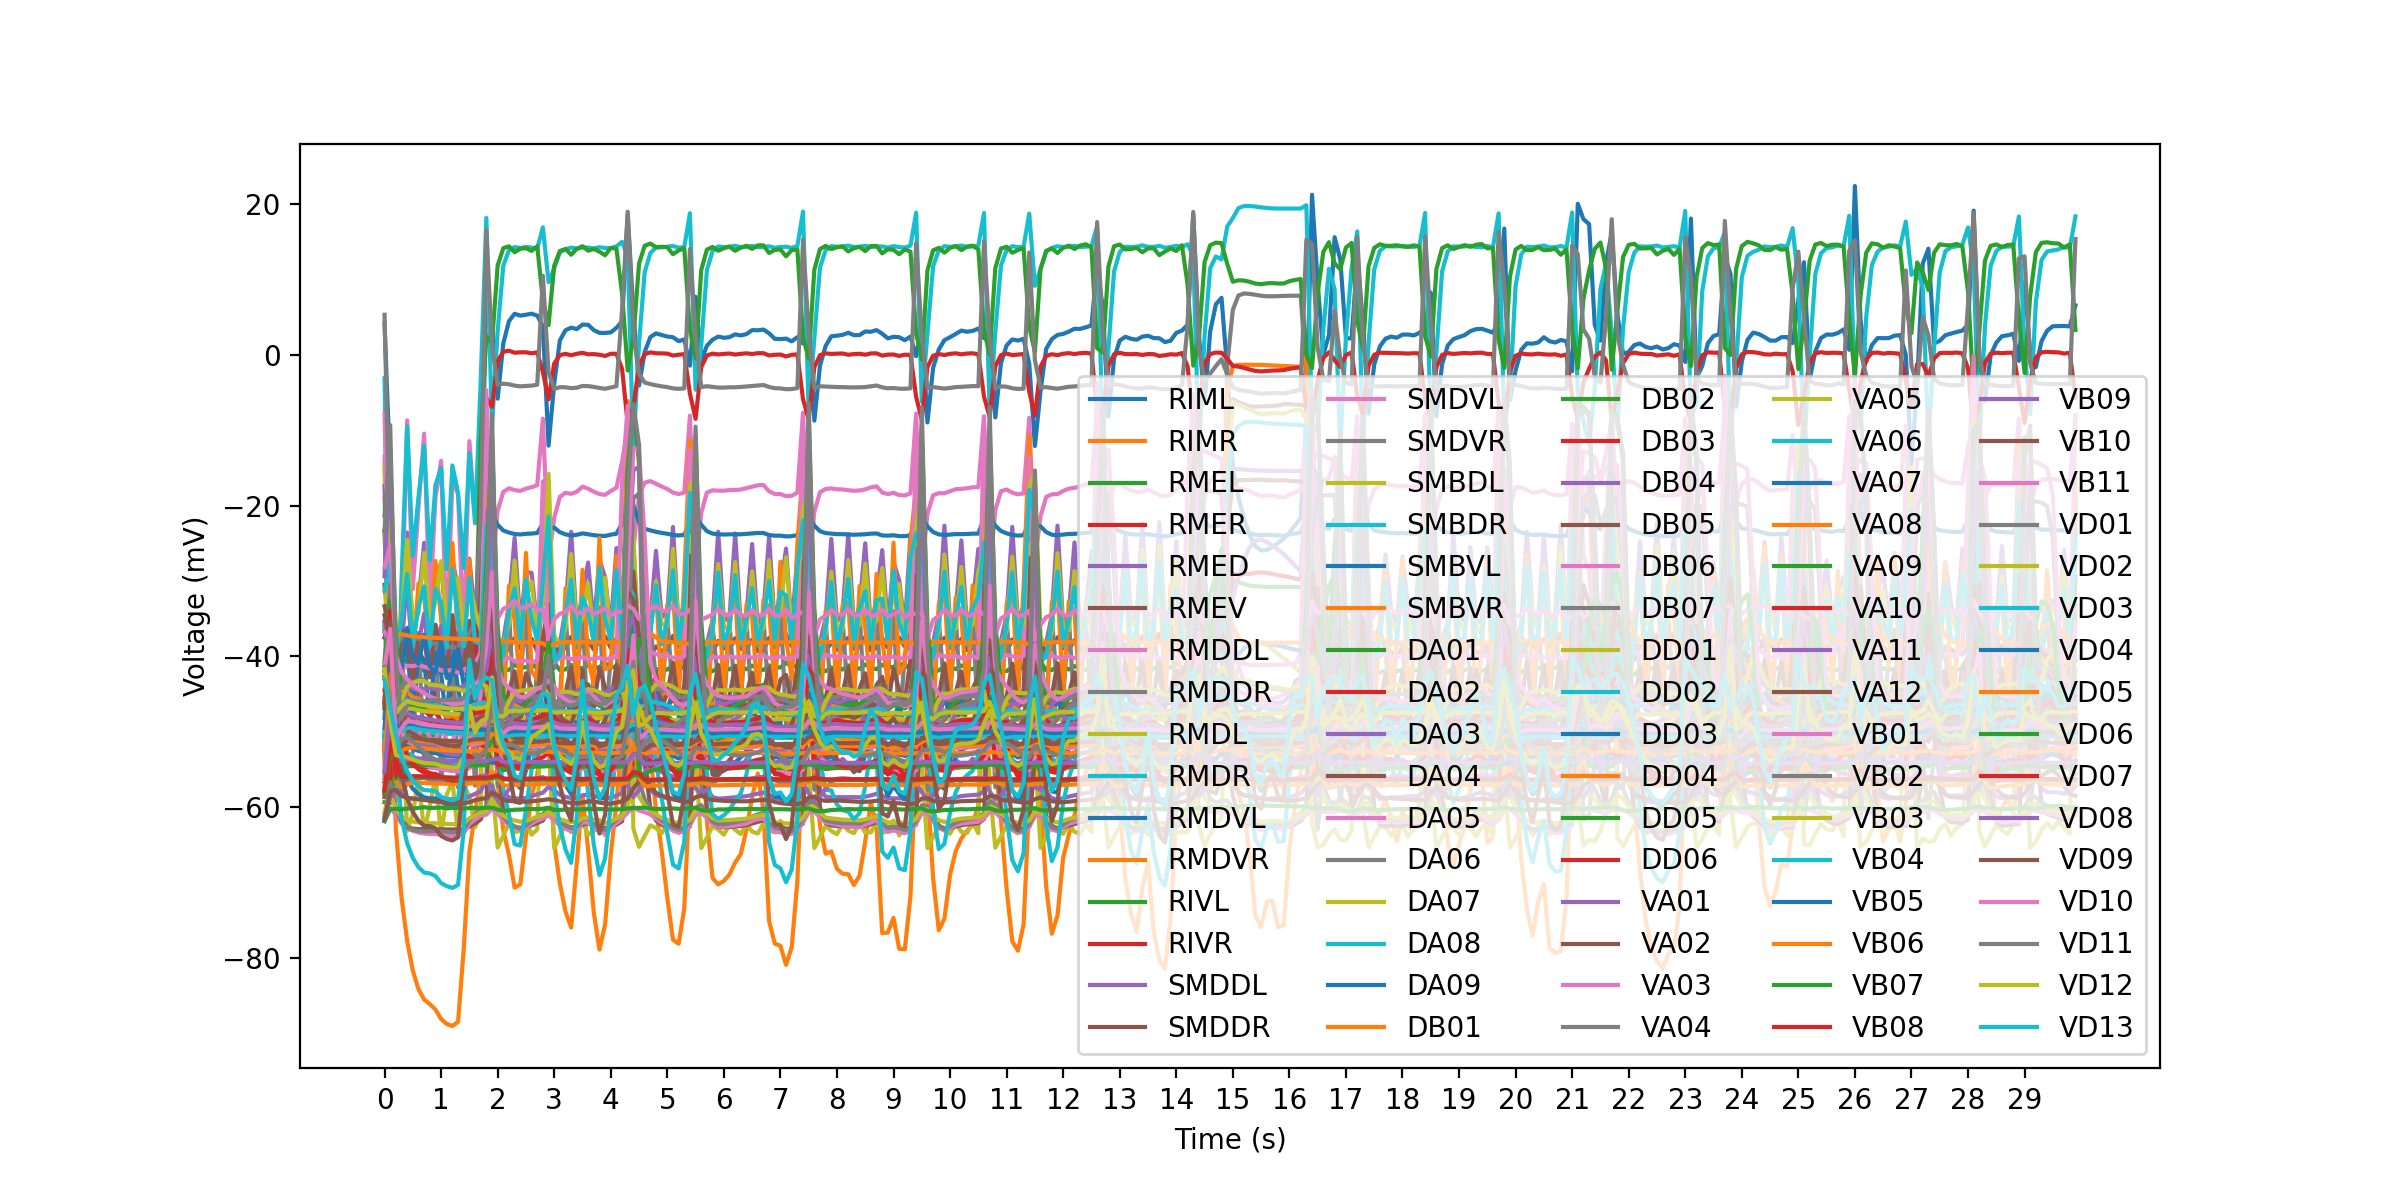 20
0
−20
−40
−60
−80
Voltage (mV)
RIML SMDVL DB02 VA05 VB09
RIMR SMDVR DB03 VA06 VB10
RMEL SMBDL DB04 VA07 VB11
RMER SMBDR DB05 VA08 VD01
RMED SMBVL DB06 VA09 VD02
RMEV SMBVR DB07 VA10 VD03
RMDDL DA01 DD01 VA11 VD04
RMDDR DA02 DD02 VA12 VD05
RMDL DA03 DD03 VB01 VD06
RMDR DA04 DD04 VB02 VD07
RMDVL DA05 DD05 VB03 VD08
RMDVR DA06 DD06 VB04 VD09
RIVL DA07 VA01 VB05 VD10
RIVR DA08 VA02 VB06 VD11
SMDDL DA09 VA03 VB07 VD12
SMDDR DB01 VA04 VB08 VD13
0 1 2 3 4 5 6 7 8 9 10 11 12 13 14 15 16 17 18 19 20 21 22 23 24 25 26 27 28 29
Time (s)